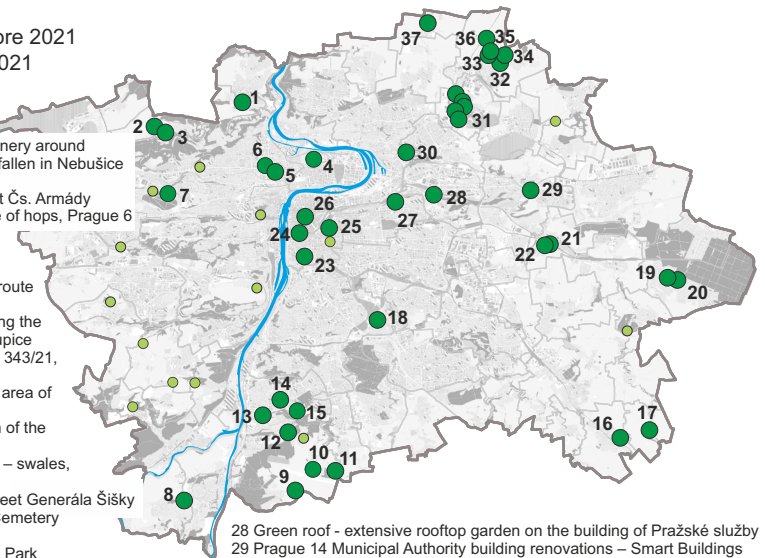 ore 2021
021
nery around
fallen in Nebušice
t Čs. Armády
e of hops, Prague 6
route
ng the
upice
343/21,
area of
n of the
– swales,
eet Generála Šišky
Cemetery
Park
37
36
35
34
33
32
31
1
2
3
4
5
6
7
30
29
28
27
26
25
24
23
22
21
20
19
18
17
16
15
14
13
12
11
10
9
8
28 Green roof - extensive rooftop garden on the building of Pražské služby
29 Prague 14 Municipal Authority building renovations – Smart Buildings